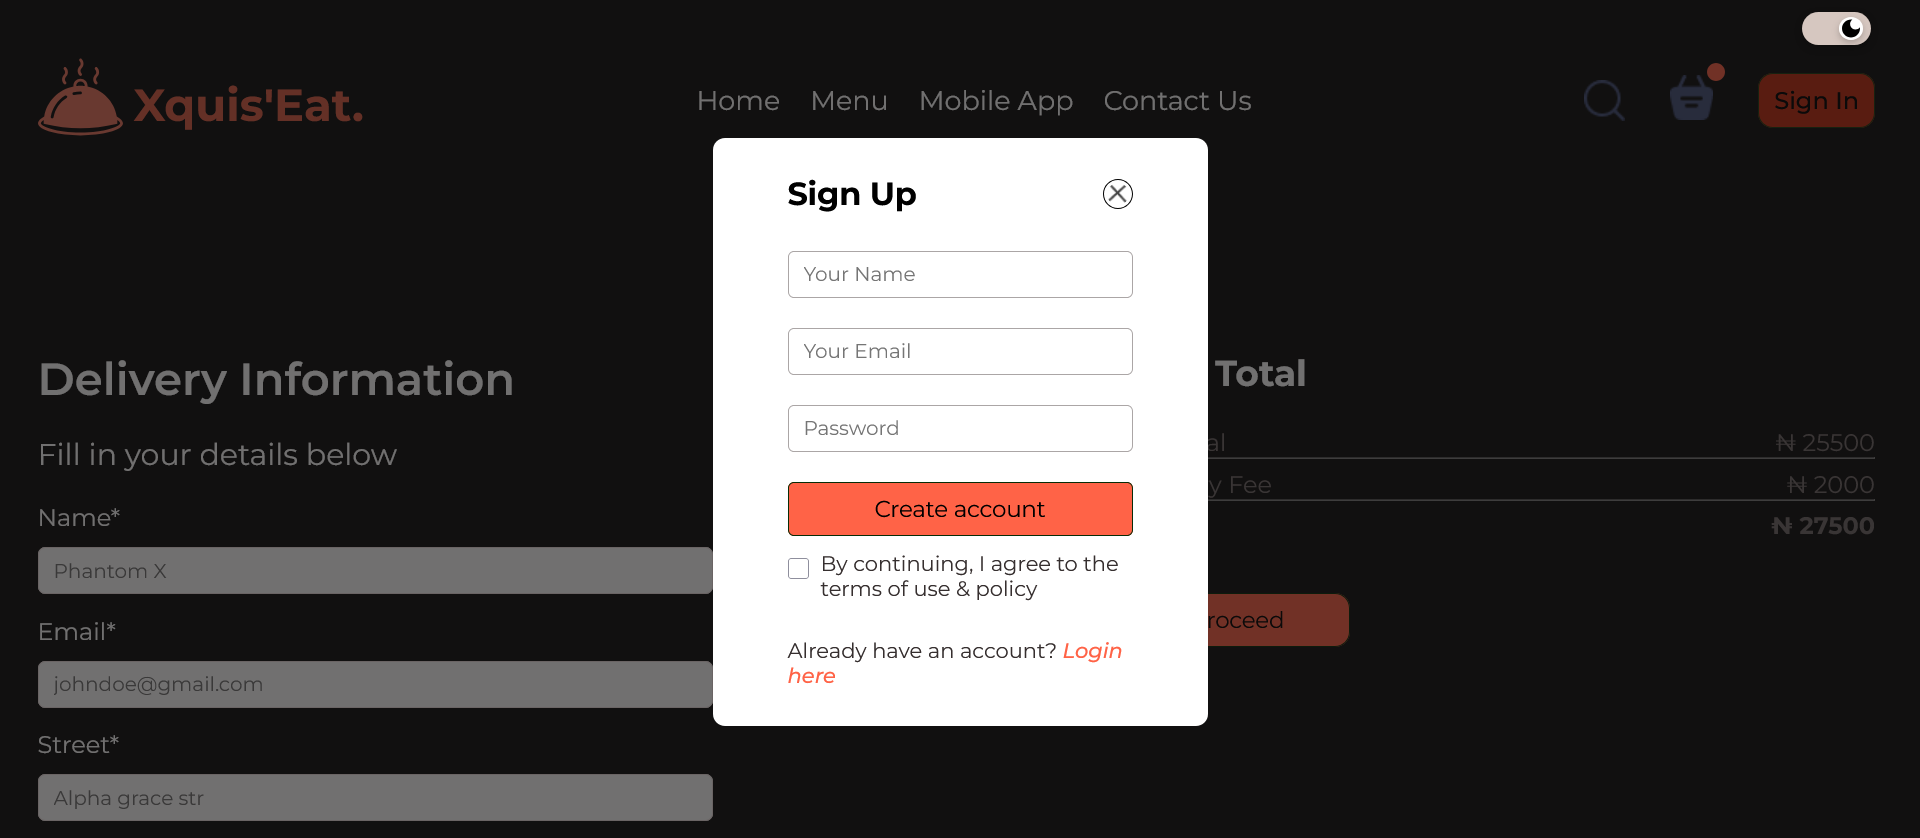 Xquis'Eat.
Home Menu Mobile App Contact Us
Sign In
Sign Up
Your Name
Your Email
Password
Create account
By continuing, I agree to the
terms of use & policy
Already have an account? Login
here
Delivery Information
Fill in your details below
Name*
Phantom X
Email*
johndoe@gmail.com
Street*
Alpha grace str
Total
al ₦ 25500
y Fee ₦ 2000
₦ 27500
roceed